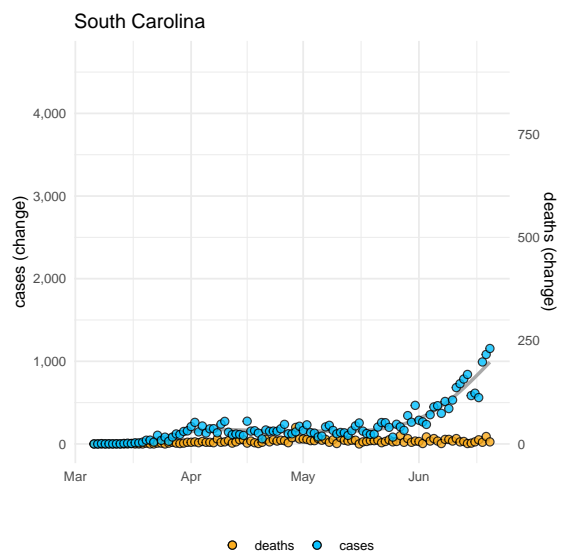 South Carolina
4,000
3,000
2,000
1,000
0
cases (change)
750
500
250
0
deaths (change)
Mar Apr May Jun
deaths cases